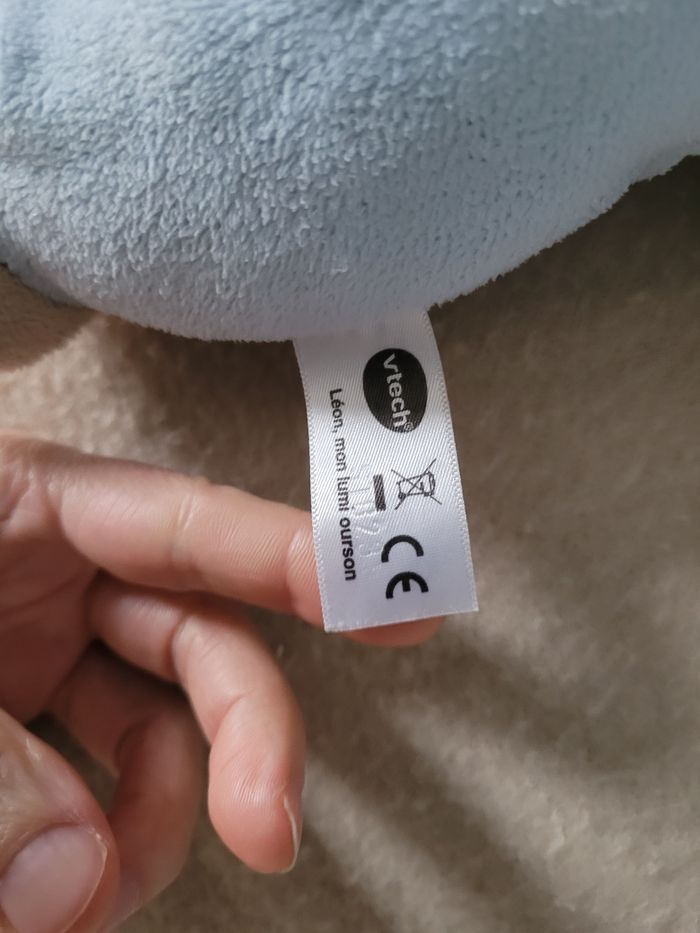 vtech®
CE
Léon, mon lumi ourson